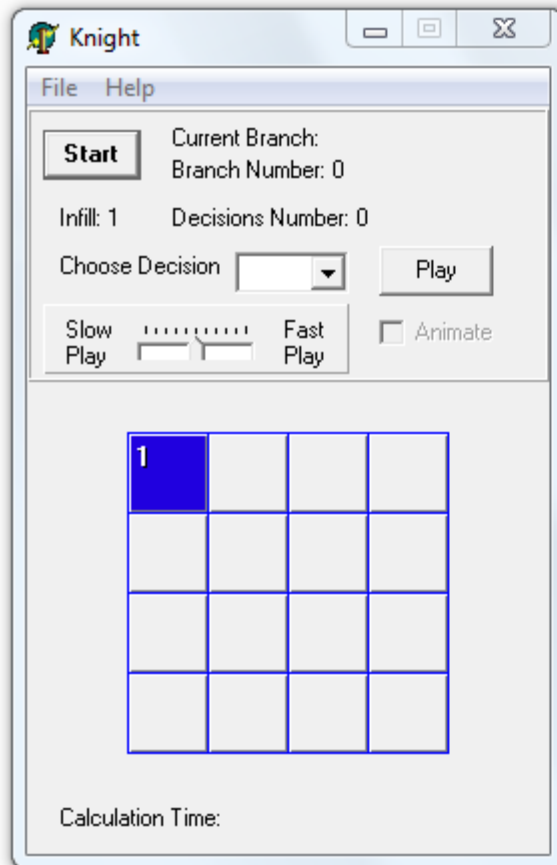 Knight
File Help
Start
Current Branch:
Branch Number: 0
Infill: 1
Decisions Number: 0
Choose Decision
Play
Slow
Play
Fast
Play
Animate
1
Calculation Time: